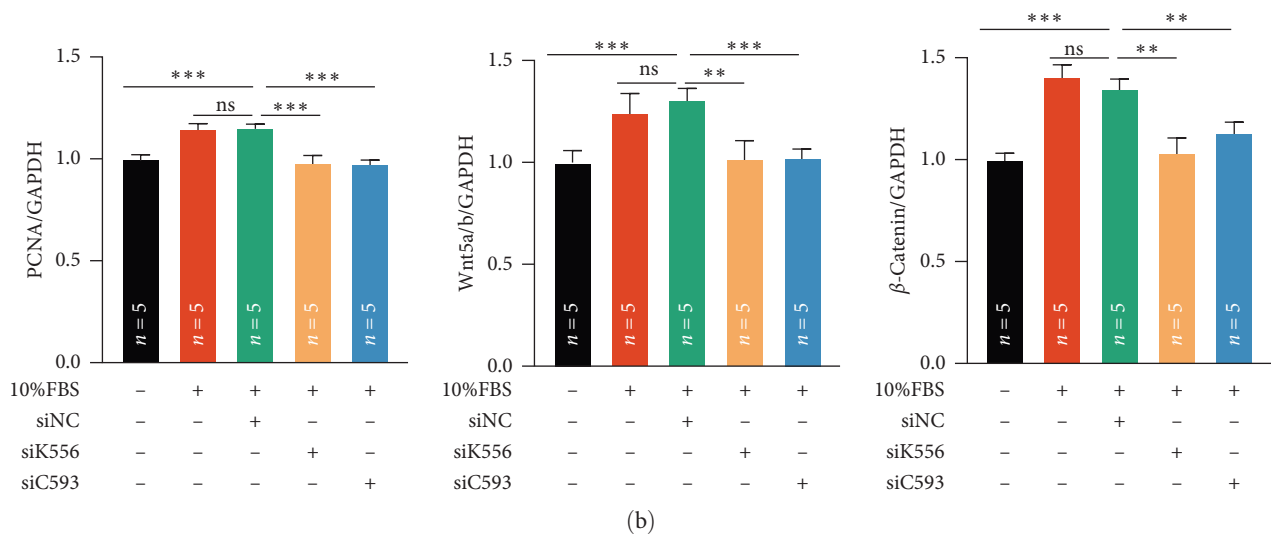 *** *** ns ***
1.5
1.0
0.5
0.0
PCNA/GAPDH
n = 5 n = 5 n = 5 n = 5 n = 5
10%FBS – + + + +
siNC – – + – –
siK556 – – – + –
siC593 – – – – +
*** *** ns **
1.5
1.0
0.5
0.0
Wnt5a/b/GAPDH
n = 5 n = 5 n = 5 n = 5 n = 5
10%FBS – + + + +
siNC – – + – –
siK556 – – – + –
siC593 – – – – +
*** ** ns **
1.5
1.0
0.5
0.0
β-Catenin/GAPDH
n = 5 n = 5 n = 5 n = 5 n = 5
10%FBS – + + + +
siNC – – + – –
siK556 – – – + –
siC593 – – – – +
(b)